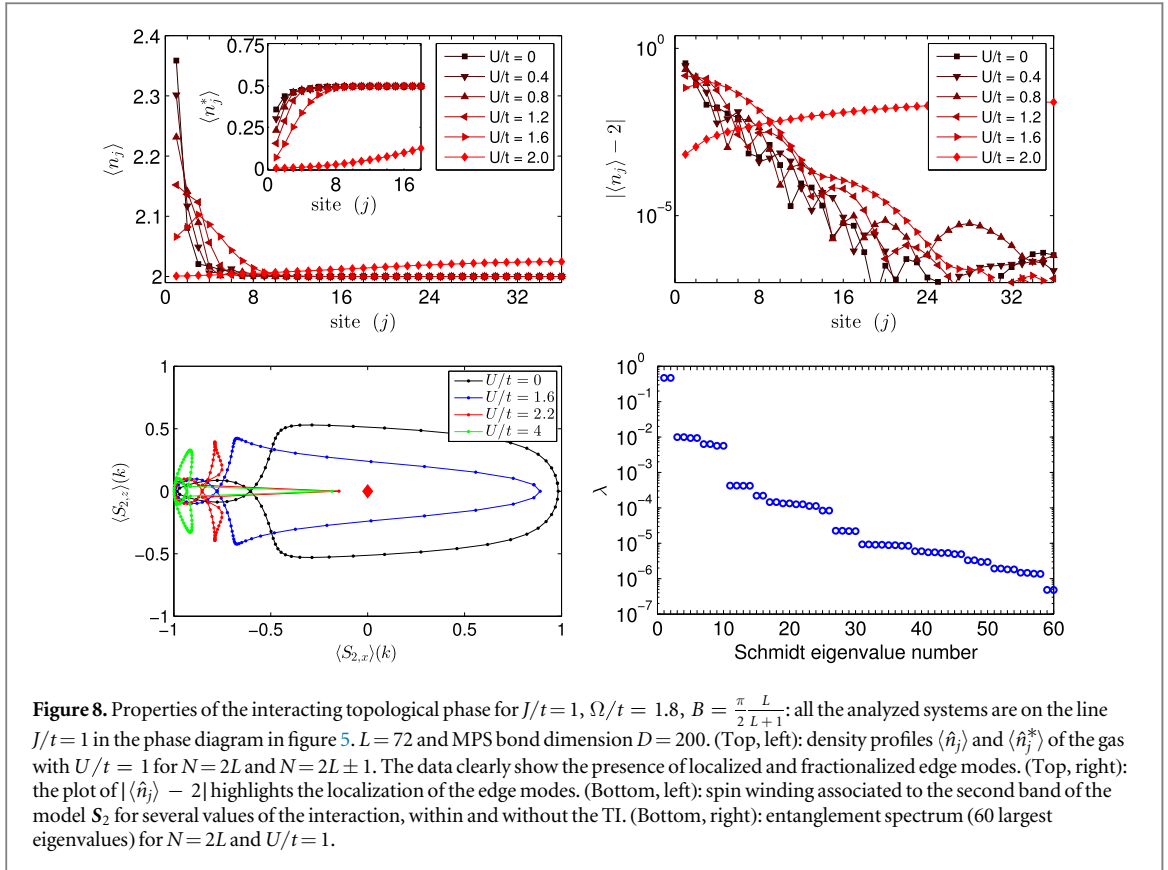 2.4
2.3
2.2
2.1
2
⟨n_j⟩
0 8 16 24 32
site (j)
0.75
0.5
0.25
0
⟨n_j^*⟩
0 8 16
site (j)
U/t = 0
U/t = 0.4
U/t = 0.8
U/t = 1.2
U/t = 1.6
U/t = 2.0
10^0
10^{-5}
|⟨n_j⟩ − 2|
0 8 16 24 32
site (j)
U/t = 0
U/t = 0.4
U/t = 0.8
U/t = 1.2
U/t = 1.6
U/t = 2.0
1
0.5
0
−0.5
−1
⟨S_{2,z}⟩(k)
−1 −0.5 0 0.5 1
⟨S_{2,x}⟩(k)
U/t = 0
U/t = 1.6
U/t = 2.2
U/t = 4
10^0
10^{-1}
10^{-2}
10^{-3}
10^{-4}
10^{-5}
10^{-6}
10^{-7}
λ
0 10 20 30 40 50 60
Schmidt eigenvalue number
Figure 8. Properties of the interacting topological phase for J/t = 1, Ω/t = 1.8, B = \frac{π}{2} \frac{L}{L+1}: all the analyzed systems are on the line
J/t = 1 in the phase diagram in figure 5. L = 72 and MPS bond dimension D = 200. (Top, left): density profiles ⟨n̂_j⟩ and ⟨n̂_j^*⟩ of the gas
with U/t = 1 for N = 2L and N = 2L ± 1. The data clearly show the presence of localized and fractionalized edge modes. (Top, right):
the plot of |⟨n̂_j⟩ − 2| highlights the localization of the edge modes. (Bottom, left): spin winding associated to the second band of the
model S_2 for several values of the interaction, within and without the TI. (Bottom, right): entanglement spectrum (60 largest
eigenvalues) for N = 2L and U/t = 1.